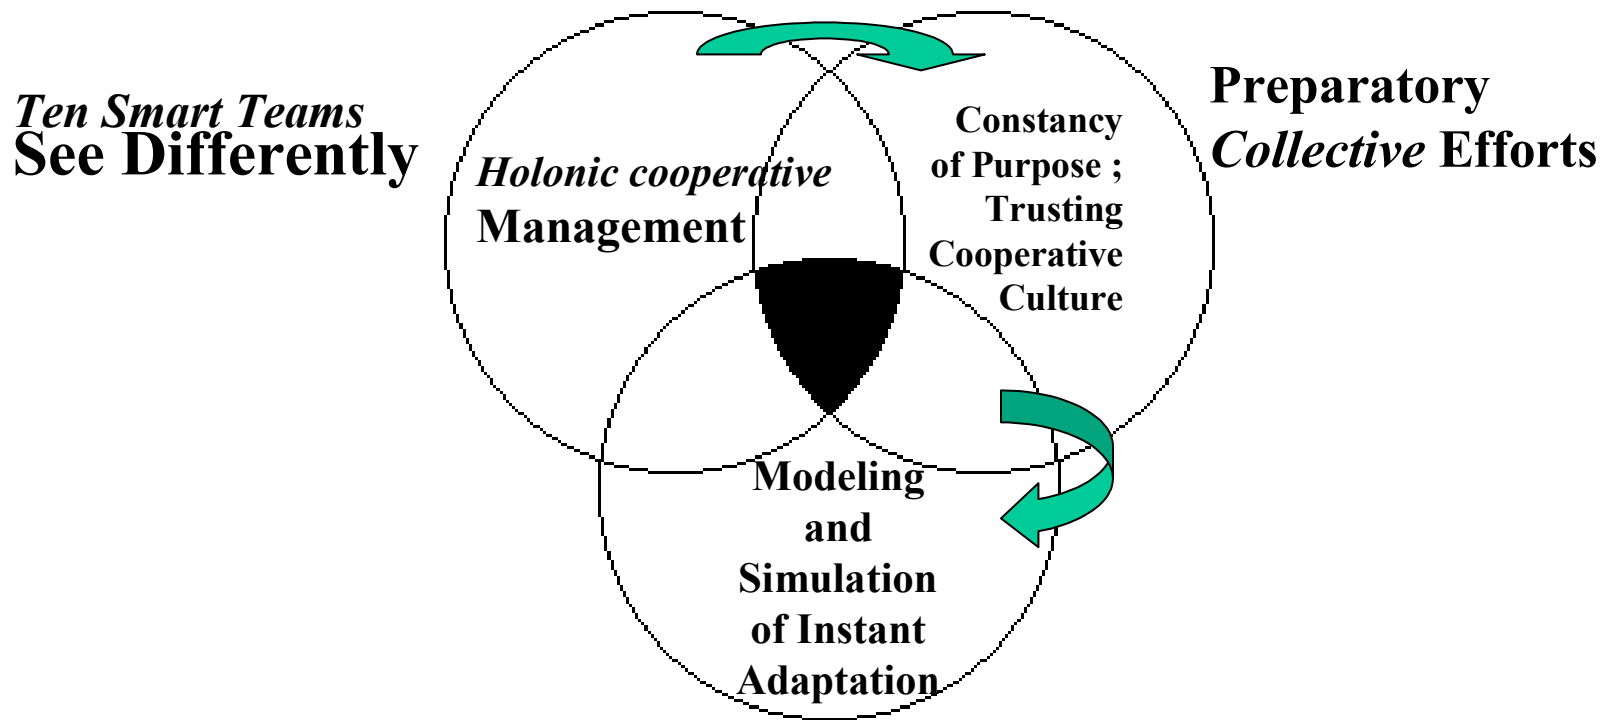 Ten Smart Teams
See Differently
Holonic cooperative
Management
Constancy
of Purpose ;
Trusting
Cooperative
Culture
Preparatory
Collective Efforts
Modeling
and
Simulation
of Instant
Adaptation